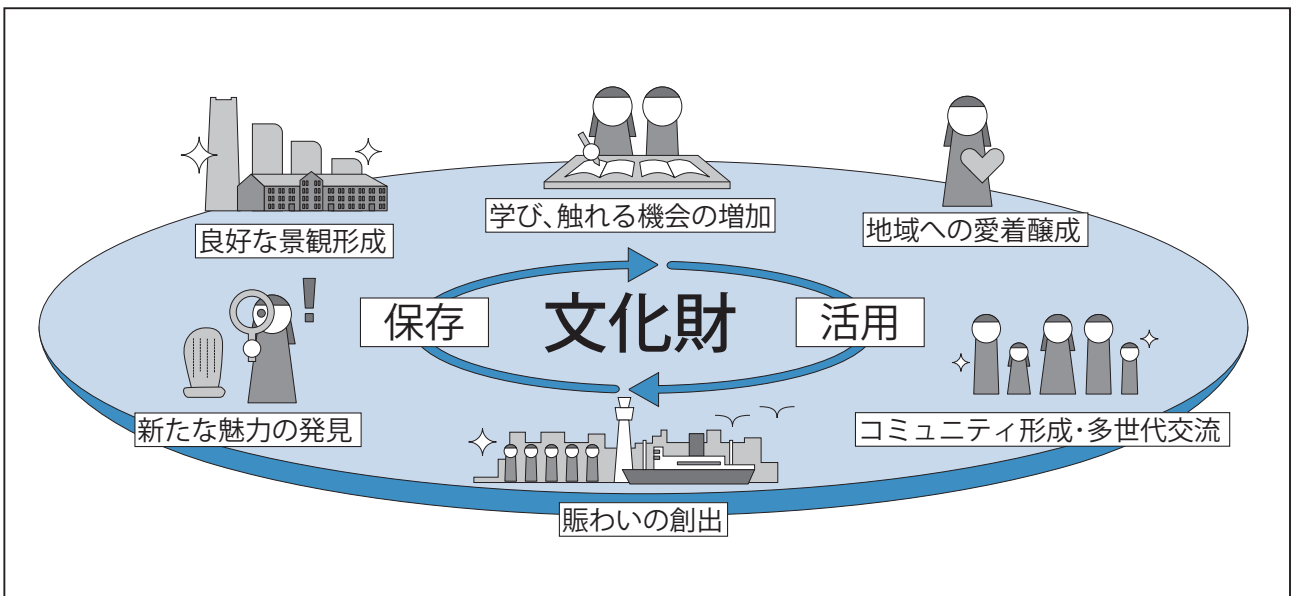 学び、触れる機会の増加
良好な景観形成
地域への愛着醸成
保存
文化財
活用
新たな魅力の発見
コミュニティ形成・多世代交流
賑わいの創出